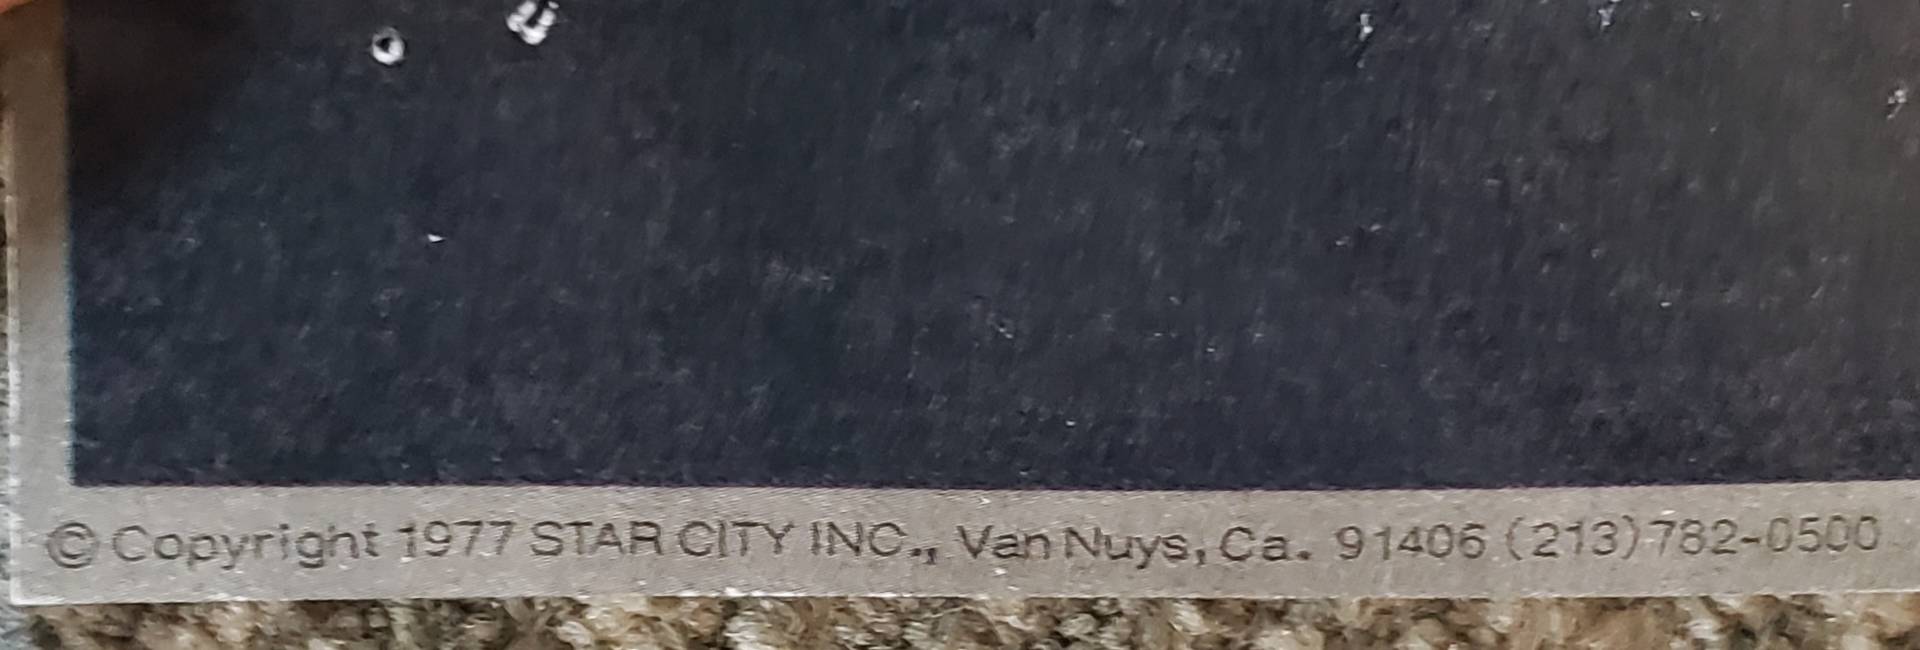 © Copyright 1977 STAR CITY INC., Van Nuys, Ca. 91406 (213) 782-0500